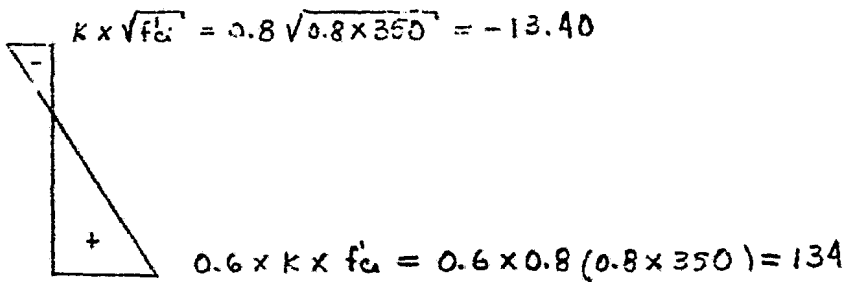 K x √f'ci = 0.8 √0.8 x 350 = -13.40
-
+
0.6 x K x f'ci = 0.6 x 0.8 (0.8 x 350) = 134